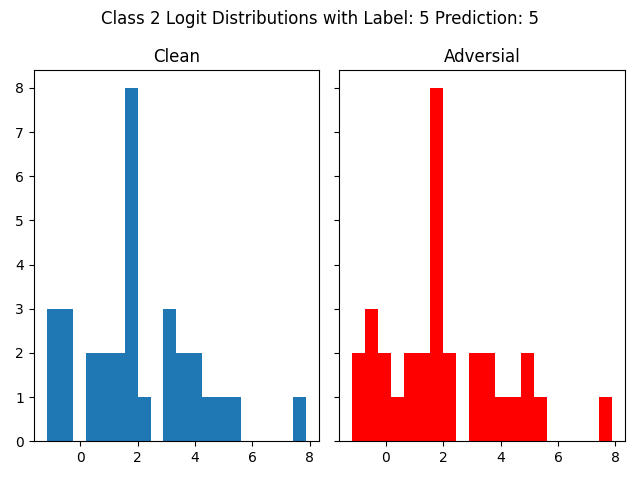 Class 2 Logit Distributions with Label: 5 Prediction: 5
Clean
Adversial
8
7
6
5
4
3
2
1
0
0 2 4 6 8
0 2 4 6 8